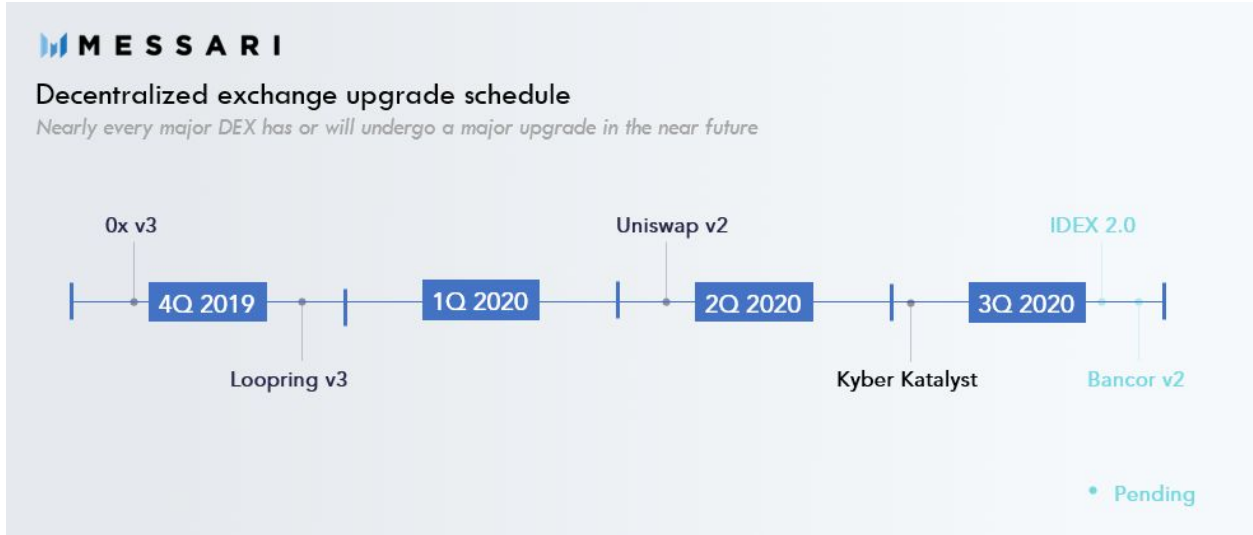 MESSARI
Decentralized exchange upgrade schedule
Nearly every major DEX has or will undergo a major upgrade in the near future
0x v3
Uniswap v2
IDEX 2.0
4Q 2019
1Q 2020
2Q 2020
3Q 2020
Loopring v3
Kyber Katalyst
Bancor v2
Pending